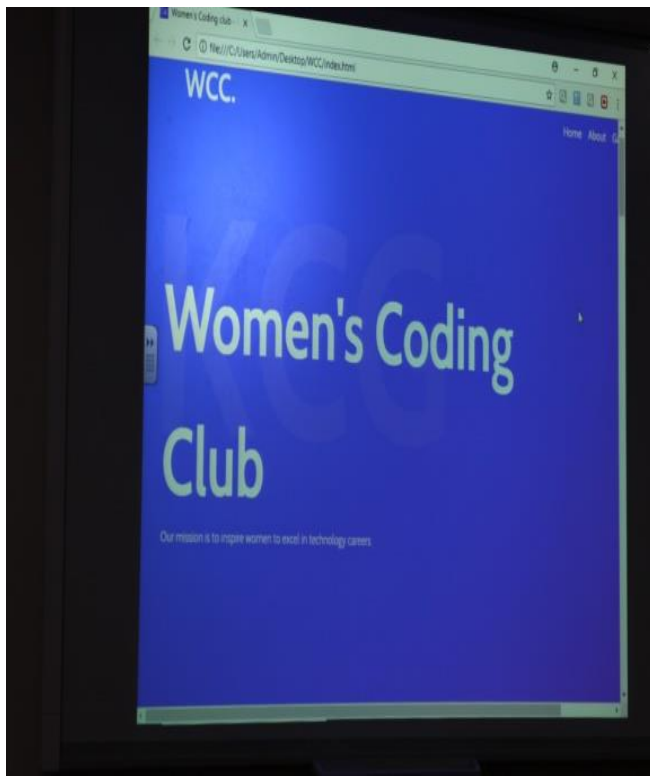 Women's Coding club
file:///C:/Users/Admin/Desktop/WCC/index.html
WCC.
Home About
KCG
Women's Coding
Club
Our mission is to inspire women to excel in technology careers